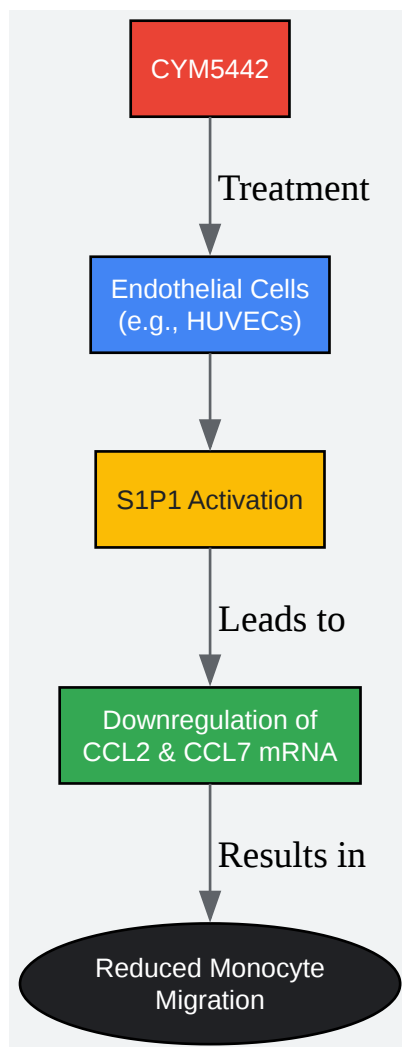 CYM5442
Treatment
Endothelial Cells
(e.g., HUVECs)
S1P1 Activation
Leads to
Downregulation of
CCL2 & CCL7 mRNA
Results in
Reduced Monocyte
Migration